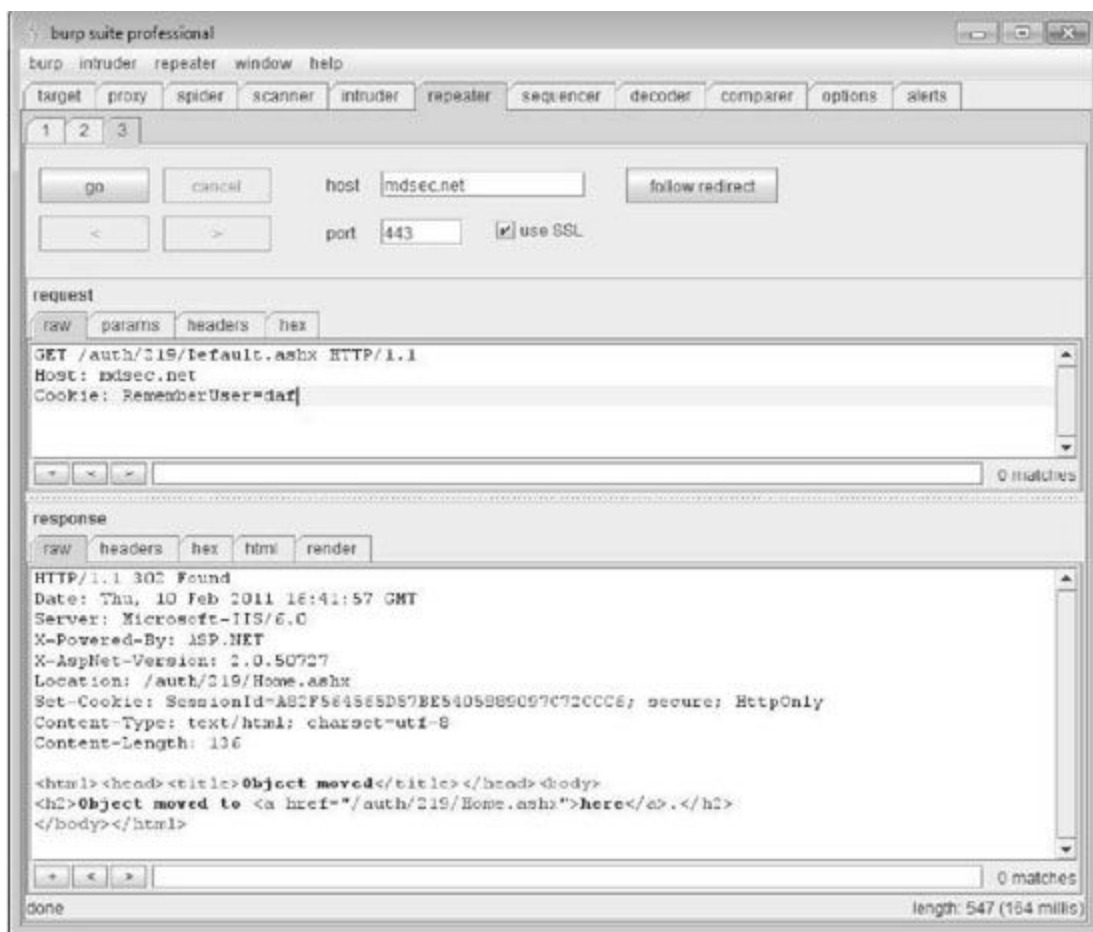 burp suite professional
burp intruder repeater window help
target proxy spider scanner intruder repeater sequencer decoder comparer options alerts
1 2 3
go cancel host mdsec.net follow redirect
< > port 443 use SSL
request
raw params headers hex
GET /auth/219/Default.ashx HTTP/1.1
Host: mdsec.net
Cookie: RememberUser=daf
+ < > 0 matches
response
raw headers hex html render
HTTP/1.1 302 Found
Date: Thu, 10 Feb 2011 16:41:57 GMT
Server: Microsoft-IIS/6.0
X-Powered-By: ASP.NET
X-AspNet-Version: 2.0.50727
Location: /auth/219/Home.ashx
Set-Cookie: secure; HttpOnly
Content-Type: text/html; charset=utf-8
Content-Length: 136
<html><head><title>Object moved</title></head><body>
<h2>Object moved to <a href="/auth/219/Home.ashx">here</a>.</h2>
</body></html>
+ < > 0 matches
done length: 547 (164 millis)